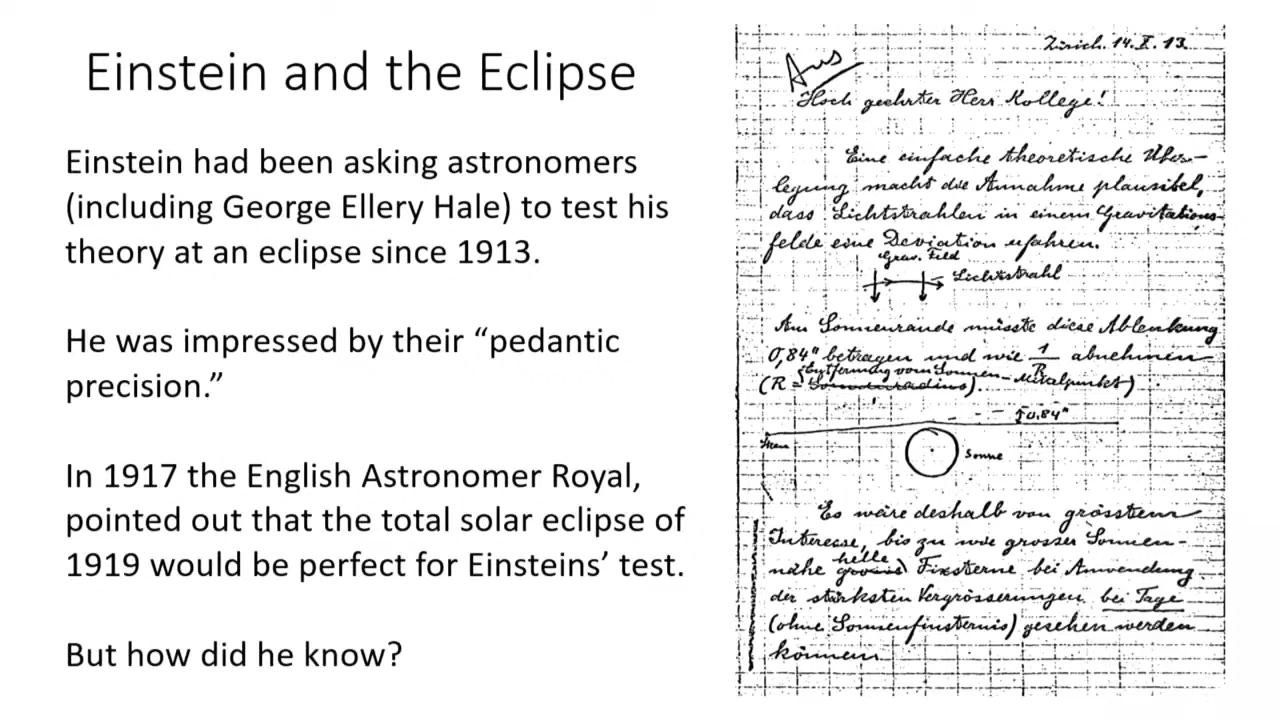 Einstein and the Eclipse
Einstein had been asking astronomers
(including George Ellery Hale) to test his
theory at an eclipse since 1913.
He was impressed by their “pedantic
precision.”
In 1917 the English Astronomer Royal,
pointed out that the total solar eclipse of
1919 would be perfect for Einsteins’ test.
But how did he know?
Zürich. 14. X. 13.
Aus
Hoch geehrter Herr Kollege!
Eine einfache theoretische Über-
legung macht die Annahme plausibel,
dass Lichtstrahlen in einem Gravitations-
felde eine Deviation erfahren.
Grav. Feld
Lichtstrahl
Am Sonnenrande müsste diese Ablenkung
0,84" betragen und wie 1/R abnehmen
Entfernung vom Sonnen-Mittelpunkt)
(R = Sonnenradius).
0,84"
Sonne
Es wäre deshalb von grösstem
Interesse, bis zu wie grosser Sonnen-
helle
nähe Fixsterne bei Anwendung
der stärksten Vergrösserungen bei Tage
(ohne Sonnenfinsternis) gesehen werden
können.